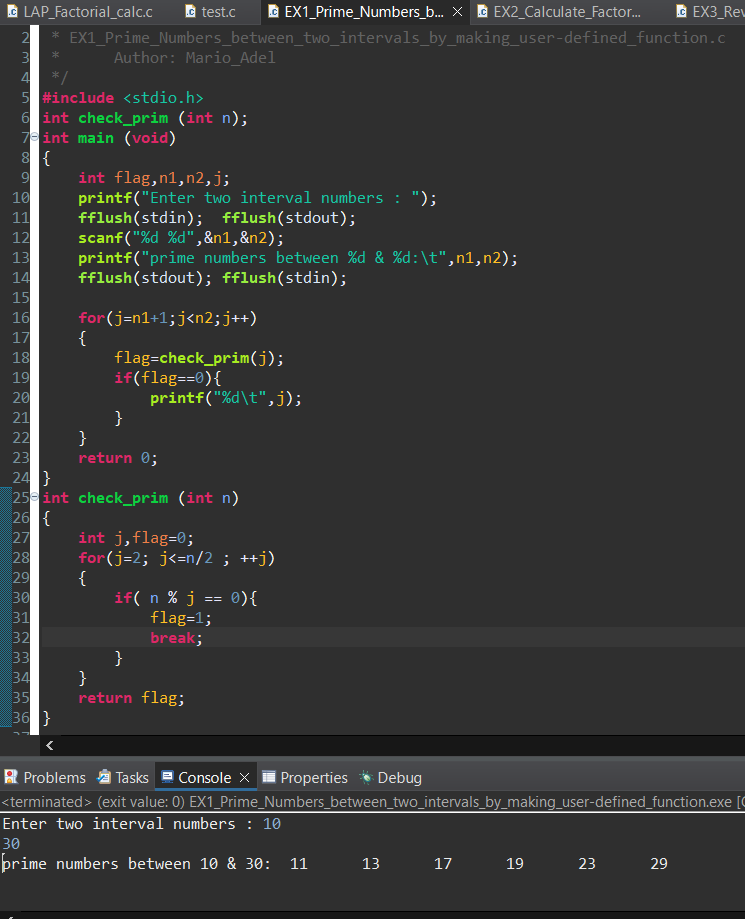 LAP_Factorial_calc.c test.c EX1_Prime_Numbers_b... EX2_Calculate_Factor... EX3_Rev
2 * EX1_Prime_Numbers_between_two_intervals_by_making_user-defined_function.c
3 * Author: Mario_Adel
4 */
5 #include <stdio.h>
6 int check_prim (int n);
7 int main (void)
8 {
9 int flag,n1,n2,j;
10 printf("Enter two interval numbers : ");
11 fflush(stdin); fflush(stdout);
12 scanf("%d %d",&n1,&n2);
13 printf("prime numbers between %d & %d:\t",n1,n2);
14 fflush(stdout); fflush(stdin);
15
16 for(j=n1+1;j<n2;j++)
17 {
18 flag=check_prim(j);
19 if(flag==0){
20 printf("%d\t",j);
21 }
22 }
23 return 0;
24 }
25 int check_prim (int n)
26 {
27 int j,flag=0;
28 for(j=2; j<=n/2 ; ++j)
29 {
30 if( n % j == 0){
31 flag=1;
32 break;
33 }
34 }
35 return flag;
36 }
Problems Tasks Console Properties Debug
<terminated> (exit value: 0) EX1_Prime_Numbers_between_two_intervals_by_making_user-defined_function.exe [C
Enter two interval numbers : 10
30
prime numbers between 10 & 30: 11 13 17 19 23 29